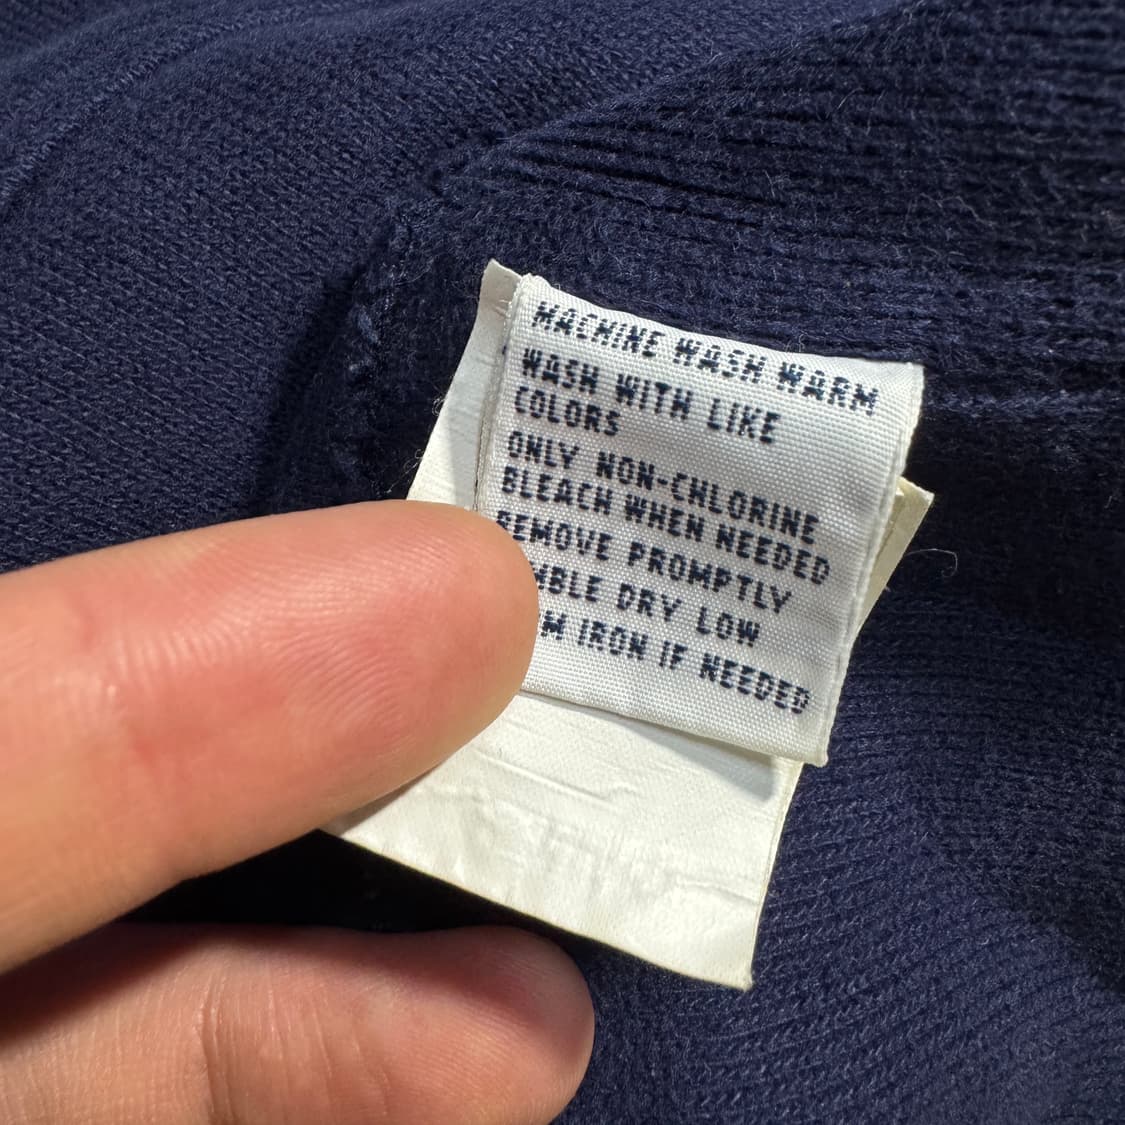 MACHINE WASH WARM
WASH WITH LIKE
COLORS
ONLY NON-CHLORINE
BLEACH WHEN NEEDED
REMOVE PROMPTLY
DRY LOW
IRON IF NEEDED